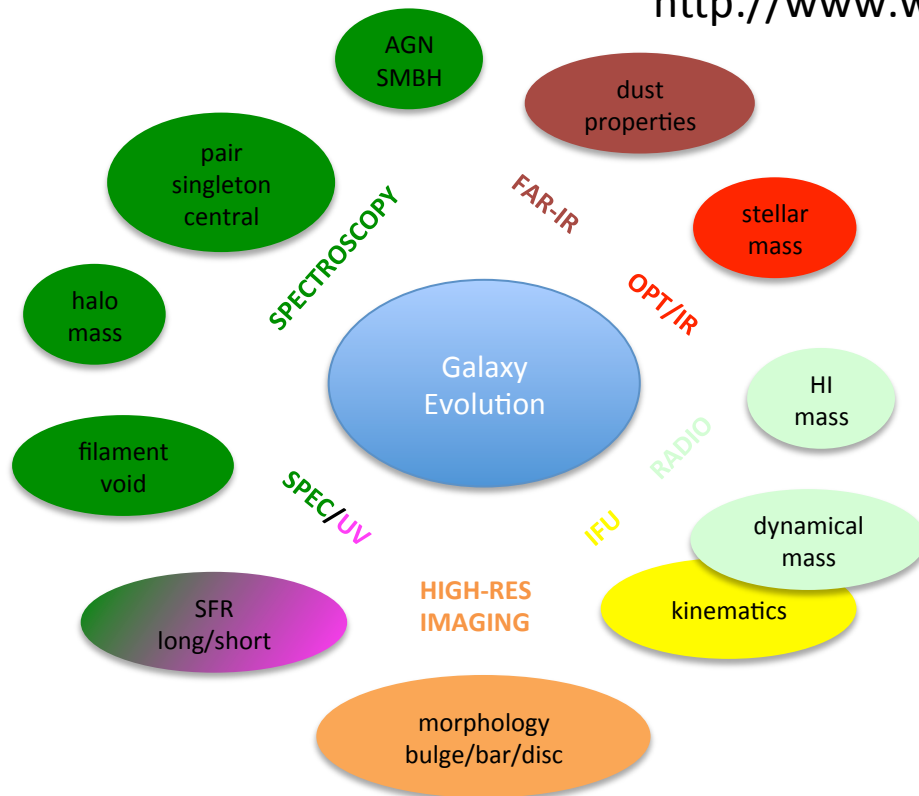 http://www.w
AGN
SMBH
dust
properties
pair
singleton
central
FAR-IR
SPECTROSCOPY
stellar
mass
OPT/IR
halo
mass
Galaxy
Evolution
HI
mass
RADIO
filament
void
SPEC/UV
IFU
dynamical
mass
HIGH-RES
IMAGING
SFR
long/short
kinematics
morphology
bulge/bar/disc